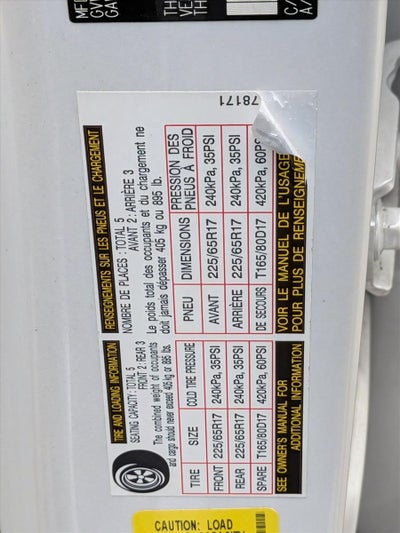 TIRE AND LOADING INFORMATION
SEATING CAPACITY : TOTAL 5
FRONT 2 : REAR 3
The combined weight of occupants
and cargo should never exceed 405 kg or 895 lbs.
TIRE SIZE COLD TIRE PRESSURE
FRONT 225/65R17 240kPa, 35PSI
REAR 225/65R17 240kPa, 35PSI
SPARE T165/80D17 420kPa, 60PSI
SEE OWNER'S MANUAL FOR
ADDITIONAL INFORMATION
RENSEIGNEMENTS SUR LES PNEUS ET LE CHARGEMENT
NOMBRE DE PLACES : TOTAL 5
AVANT 2 : ARRIÈRE 3
Le poids total des occupants et du chargement ne
doit jamais dépasser 405 kg ou 895 lb.
PNEU DIMENSIONS PRESSION DES PNEUS À FROID
AVANT 225/65R17 240kPa, 35PSI
ARRIÈRE 225/65R17 240kPa, 35PSI
DE SECOURS T165/80D17 420kPa, 60PS
VOIR LE MANUEL DE L'USAGE
POUR PLUS DE RENSEIGNEME
78171
CAUTION: LOAD